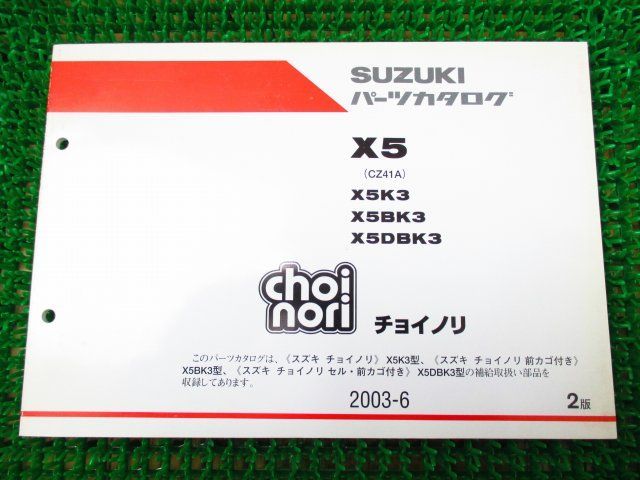 SUZUKI
パーツカタログ
X5
(CZ41A)
X5K3
X5BK3
X5DBK3
choi
nori
チョイノリ
このパーツカタログは、《スズキ チョイノリ》 X5K3型、《スズキ チョイノリ 前カゴ付き》
X5BK3型、《スズキ チョイノリ セル・前カゴ付き》 X5DBK3型の補給取扱い部品を
収録してあります。
2003-6
2版